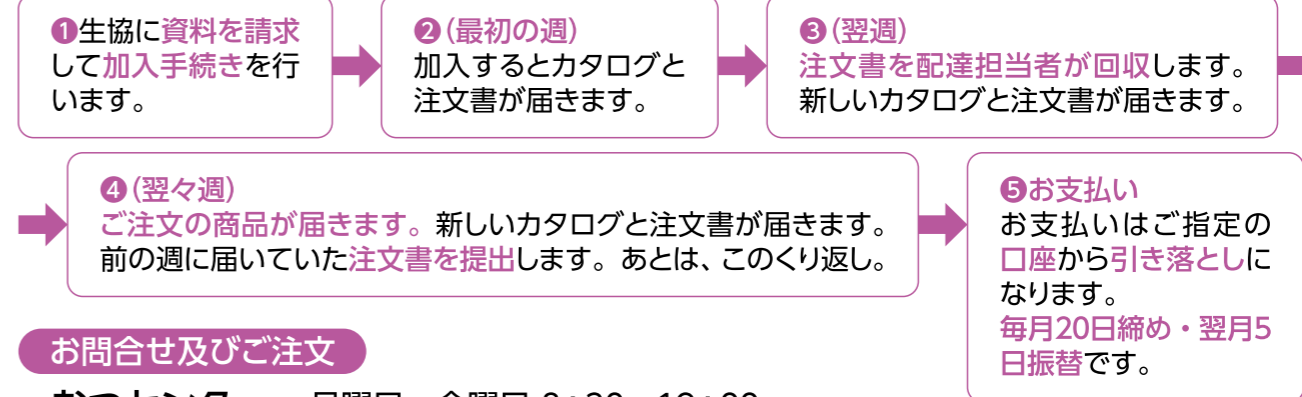 ❶生協に資料を請求
して加入手続きを行
います。
❷(最初の週)
加入するとカタログと
注文書が届きます。
❸(翌週)
注文書を配達担当者が回収します。
新しいカタログと注文書が届きます。
❹(翌々週)
ご注文の商品が届きます。新しいカタログと注文書が届きます。
前の週に届いていた注文書を提出します。あとは、このくり返し。
❺お支払い
お支払いはご指定の
口座から引き落としに
なります。
毎月20日締め・翌月5
日振替です。
お問合せ及びご注文